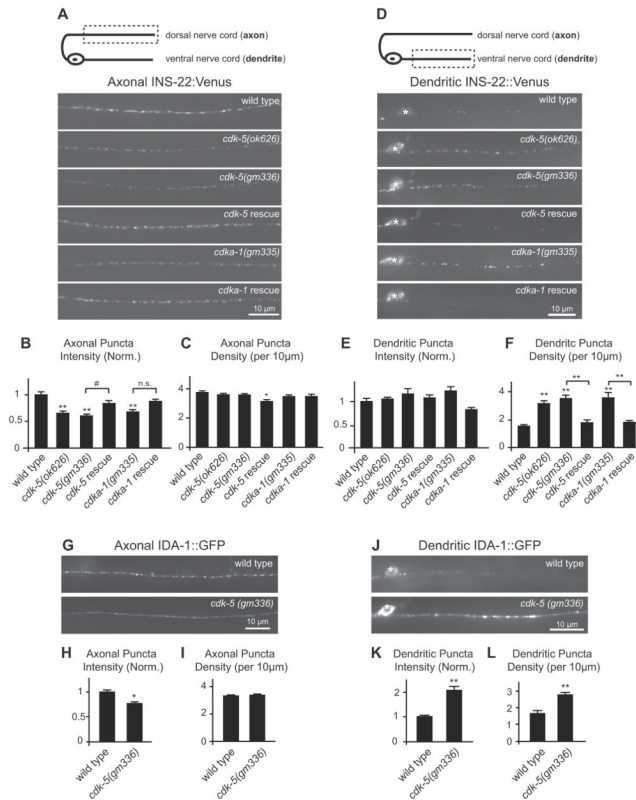 A
dorsal nerve cord (axon)
ventral nerve cord (dendrite)
Axonal INS-22:Venus
wild type
cdk-5(ok626)
cdk-5(gm336)
cdk-5 rescue
cdka-1(gm335)
cdka-1 rescue
10 μm
D
dorsal nerve cord (axon)
ventral nerve cord (dendrite)
Dendritic INS-22::Venus
wild type
*
cdk-5(ok626)
*
cdk-5(gm336)
*
cdk-5 rescue
*
cdka-1(gm335)
*
cdka-1 rescue
*
10 μm
B
Axonal Puncta
Intensity (Norm.)
1
0.5
0
** ** # ** n.s.
wild type
cdk-5(ok626)
cdk-5(gm336)
cdk-5 rescue
cdka-1(gm335)
cdka-1 rescue
C
Axonal Puncta
Density (per 10μm)
4
2
0
*
wild type
cdk-5(ok626)
cdk-5(gm336)
cdk-5 rescue
cdka-1(gm335)
cdka-1 rescue
E
Dendritic Puncta
Intensity (Norm.)
1
0.5
0
wild type
cdk-5(ok626)
cdk-5(gm336)
cdk-5 rescue
cdka-1(gm335)
cdka-1 rescue
F
Dendritic Puncta
Density (per 10μm)
4
2
0
** ** ** ** **
wild type
cdk-5(ok626)
cdk-5(gm336)
cdk-5 rescue
cdka-1(gm335)
cdka-1 rescue
G
Axonal IDA-1::GFP
wild type
cdk-5 (gm336)
10 μm
J
Dendritic IDA-1::GFP
wild type
*
cdk-5 (gm336)
*
10 μm
H
Axonal Puncta
Intensity (Norm.)
1
0.5
0
*
wild type
cdk-5(gm336)
I
Axonal Puncta
Density (per 10μm)
4
2
0
wild type
cdk-5(gm336)
K
Dendritic Puncta
Intensity (Norm.)
2
1
0
**
wild type
cdk-5(gm336)
L
Dendritic Puncta
Density (per 10μm)
3
2
1
0
**
wild type
cdk-5(gm336)